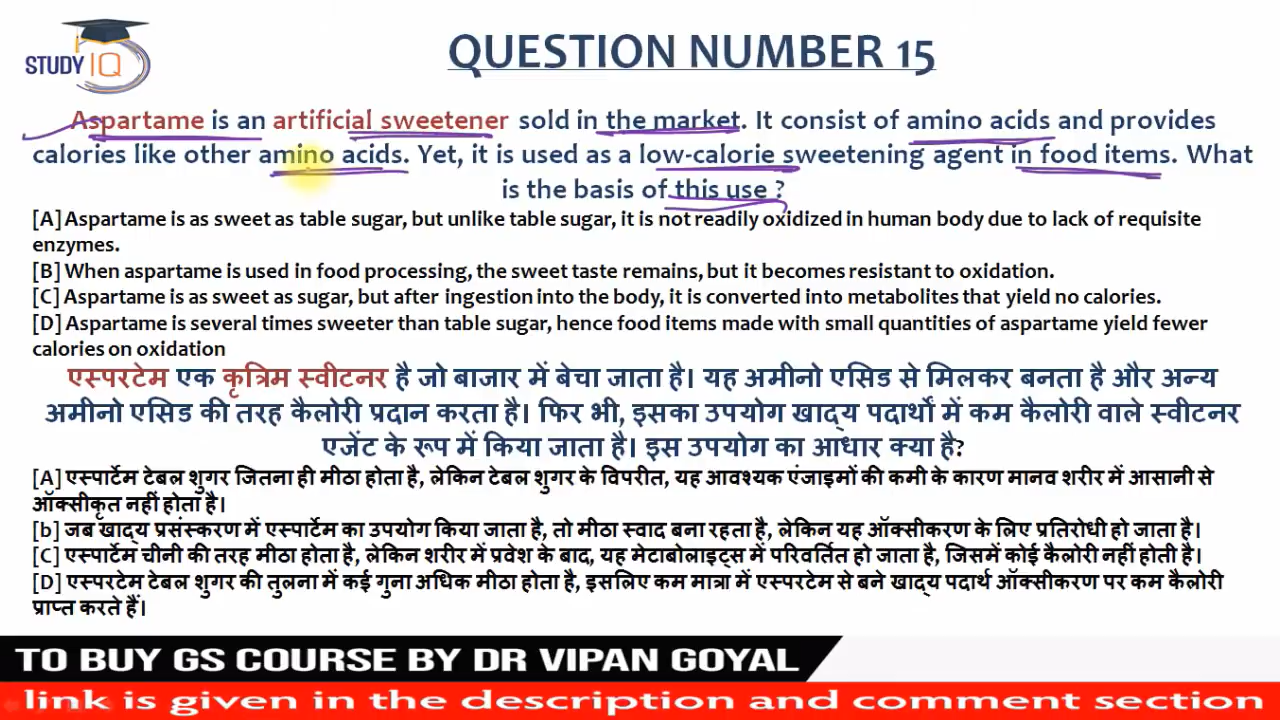 STUDY IQ
QUESTION NUMBER 15
Aspartame is an artificial sweetener sold in the market. It consist of amino acids and provides
calories like other amino acids. Yet, it is used as a low-calorie sweetening agent in food items. What
is the basis of this use ?
[A] Aspartame is as sweet as table sugar, but unlike table sugar, it is not readily oxidized in human body due to lack of requisite
enzymes.
[B] When aspartame is used in food processing, the sweet taste remains, but it becomes resistant to oxidation.
[C] Aspartame is as sweet as sugar, but after ingestion into the body, it is converted into metabolites that yield no calories.
[D] Aspartame is several times sweeter than table sugar, hence food items made with small quantities of aspartame yield fewer
calories on oxidation
एस्परटेम एक कृत्रिम स्वीटनर है जो बाजार में बेचा जाता है। यह अमीनो एसिड से मिलकर बनता है और अन्य
अमीनो एसिड की तरह कैलोरी प्रदान करता है। फिर भी, इसका उपयोग खाद्य पदार्थों में कम कैलोरी वाले स्वीटनर
एजेंट के रूप में किया जाता है। इस उपयोग का आधार क्या है?
[A] एस्पार्टेम टेबल शुगर जितना ही मीठा होता है, लेकिन टेबल शुगर के विपरीत, यह आवश्यक एंजाइमों की कमी के कारण मानव शरीर में आसानी से
ऑक्सीकृत नहीं होता है।
[b] जब खाद्य प्रसंस्करण में एस्पार्टेम का उपयोग किया जाता है, तो मीठा स्वाद बना रहता है, लेकिन यह ऑक्सीकरण के लिए प्रतिरोधी हो जाता है।
[C] एस्पार्टेम चीनी की तरह मीठा होता है, लेकिन शरीर में प्रवेश के बाद, यह मेटाबोलाइट्स में परिवर्तित हो जाता है, जिसमें कोई कैलोरी नहीं होती है।
[D] एस्परटेम टेबल शुगर की तुलना में कई गुना अधिक मीठा होता है, इसलिए कम मात्रा में एस्परटेम से बने खाद्य पदार्थ ऑक्सीकरण पर कम कैलोरी
प्राप्त करते हैं।
TO BUY GS COURSE BY DR VIPAN GOYAL
link is given in the description and comment section